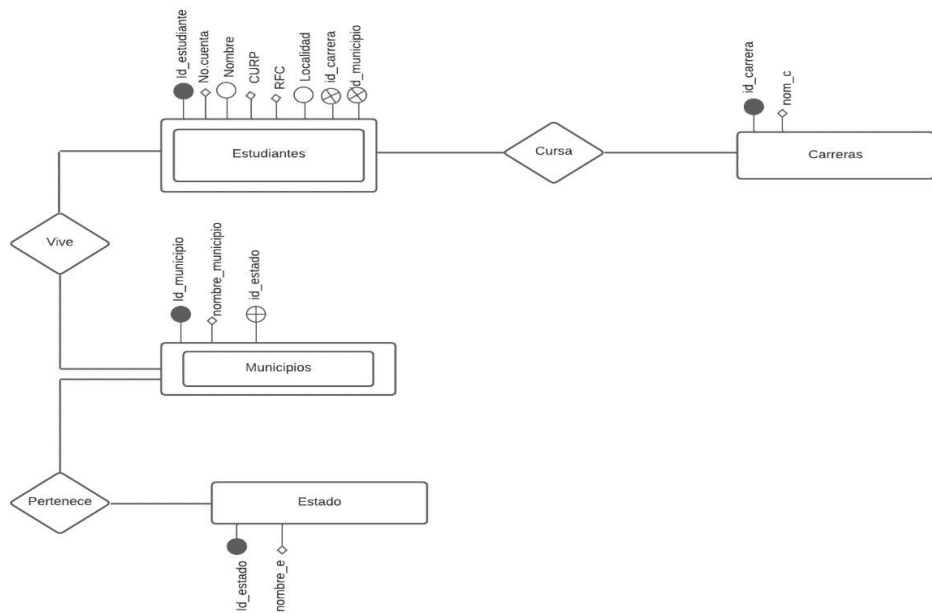 Id_estudiante
No.cuenta
Nombre
CURP
RFC
Localidad
id_carrera
d_municipio
Estudiantes
Cursa
id_carrera
nom_c
Carreras
Vive
Id_municipio
nombre_municipio
id_estado
Municipios
Pertenece
Estado
Id_estado
nombre_e